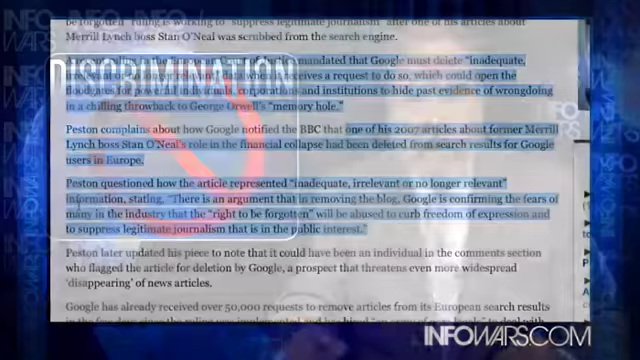 be forgotten" ruling is working to "suppress legitimate journalism" after one of his articles about
Merrill Lynch boss Stan O'Neal was scrubbed from the search engine.
DISCRIMINATION
mandated that Google must delete "inadequate,
irrelevant or no longer relevant" data when it receives a request to do so, which could open the
floodgates for powerful individuals, corporations and institutions to hide past evidence of wrongdoing
in a chilling throwback to George Orwell's "memory hole."
Peston complains about how Google notified the BBC that one of his 2007 articles about former Merrill
Lynch boss Stan O'Neal's role in the financial collapse had been deleted from search results for Google
users in Europe.
Peston questioned how the article represented "inadequate, irrelevant or no longer relevant"
information, stating, "There is an argument that in removing the blog, Google is confirming the fears of
many in the industry that the "right to be forgotten" will be abused to curb freedom of expression and
to suppress legitimate journalism that is in the public interest."
Peston later updated his piece to note that it could have been an individual in the comments section
who flagged the article for deletion by Google, a prospect that threatens even more widespread
'disappearing' of news articles.
Google has already received over 50,000 requests to remove articles from its European search results
INFOWARS.COM